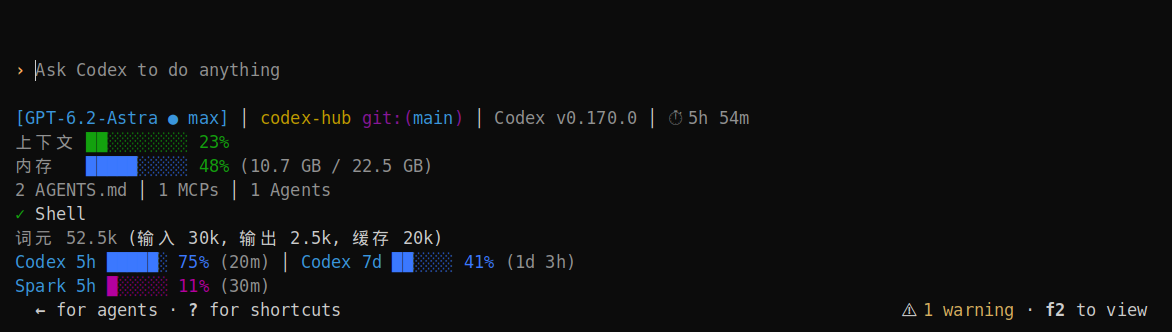 › Ask Codex to do anything
[GPT-6.2-Astra ● max] │ codex-hub git:(main) │ Codex v0.170.0 │ ⏱ 5h 54m
上下文 ██░░░░░░░░ 23%
内存 █████░░░░░ 48% (10.7 GB / 22.5 GB)
2 AGENTS.md │ 1 MCPs │ 1 Agents
✓ Shell
词元 52.5k (输入 30k, 输出 2.5k, 缓存 20k)
Codex 5h █████░ 75% (20m) │ Codex 7d ██░░░░ 41% (1d 3h)
Spark 5h █░░░░░ 11% (30m)
← for agents · ? for shortcuts ⚠ 1 warning · f2 to view